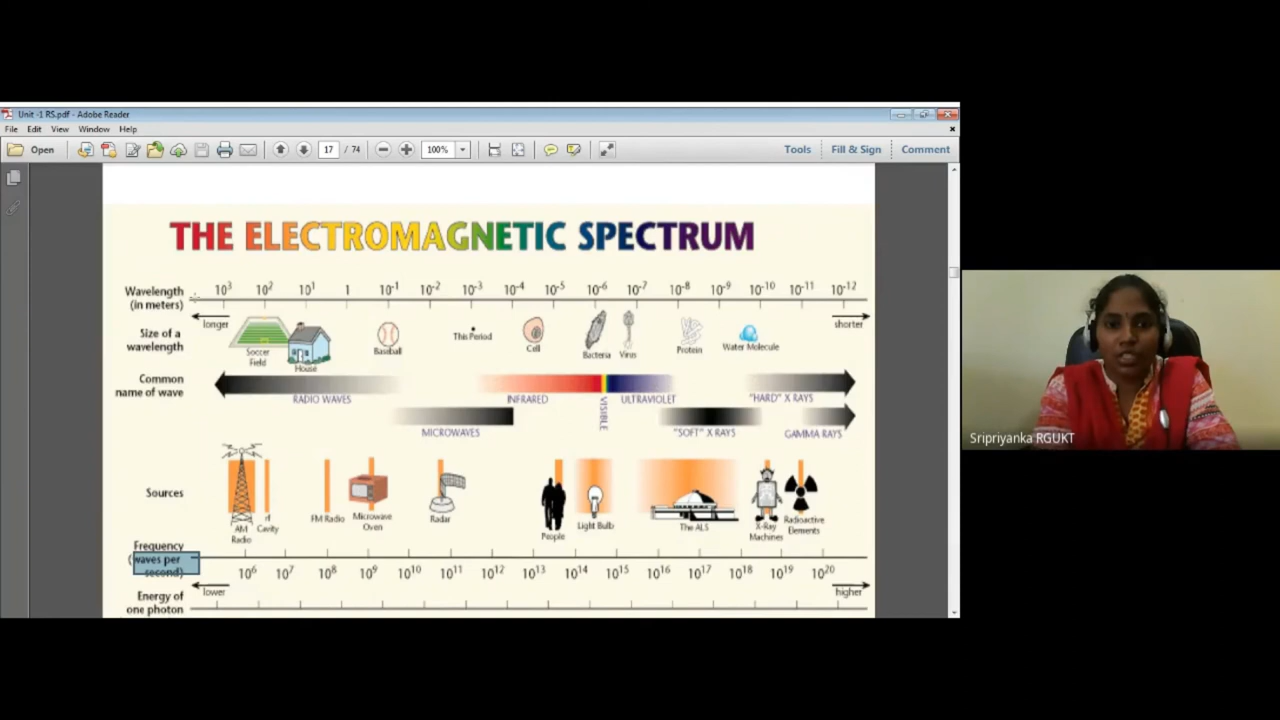 Unit -1 RS.pdf - Adobe Reader
File Edit View Window Help
Open 17 / 74 100% Tools Fill & Sign Comment
THE ELECTROMAGNETIC SPECTRUM
Wavelength
(in meters)
10³ 10² 10¹ 1 10⁻¹ 10⁻² 10⁻³ 10⁻⁴ 10⁻⁵ 10⁻⁶ 10⁻⁷ 10⁻⁸ 10⁻⁹ 10⁻¹⁰ 10⁻¹¹ 10⁻¹²
longer shorter
Size of a
wavelength
Soccer
Field
House
Baseball
This Period
Cell
Bacteria
Virus
Protein
Water Molecule
Common
name of wave
RADIO WAVES
INFRARED
VISIBLE
ULTRAVIOLET
"HARD" X RAYS
MICROWAVES
"SOFT" X RAYS
GAMMA RAYS
Sripriyanka RGUKT
Sources
AM
Radio
rf
Cavity
FM Radio
Microwave
Oven
Radar
People
Light Bulb
The ALS
X-Ray
Machines
Radioactive
Elements
Frequency
(waves per
second)
10⁶ 10⁷ 10⁸ 10⁹ 10¹⁰ 10¹¹ 10¹² 10¹³ 10¹⁴ 10¹⁵ 10¹⁶ 10¹⁷ 10¹⁸ 10¹⁹ 10²⁰
lower higher
Energy of
one photon